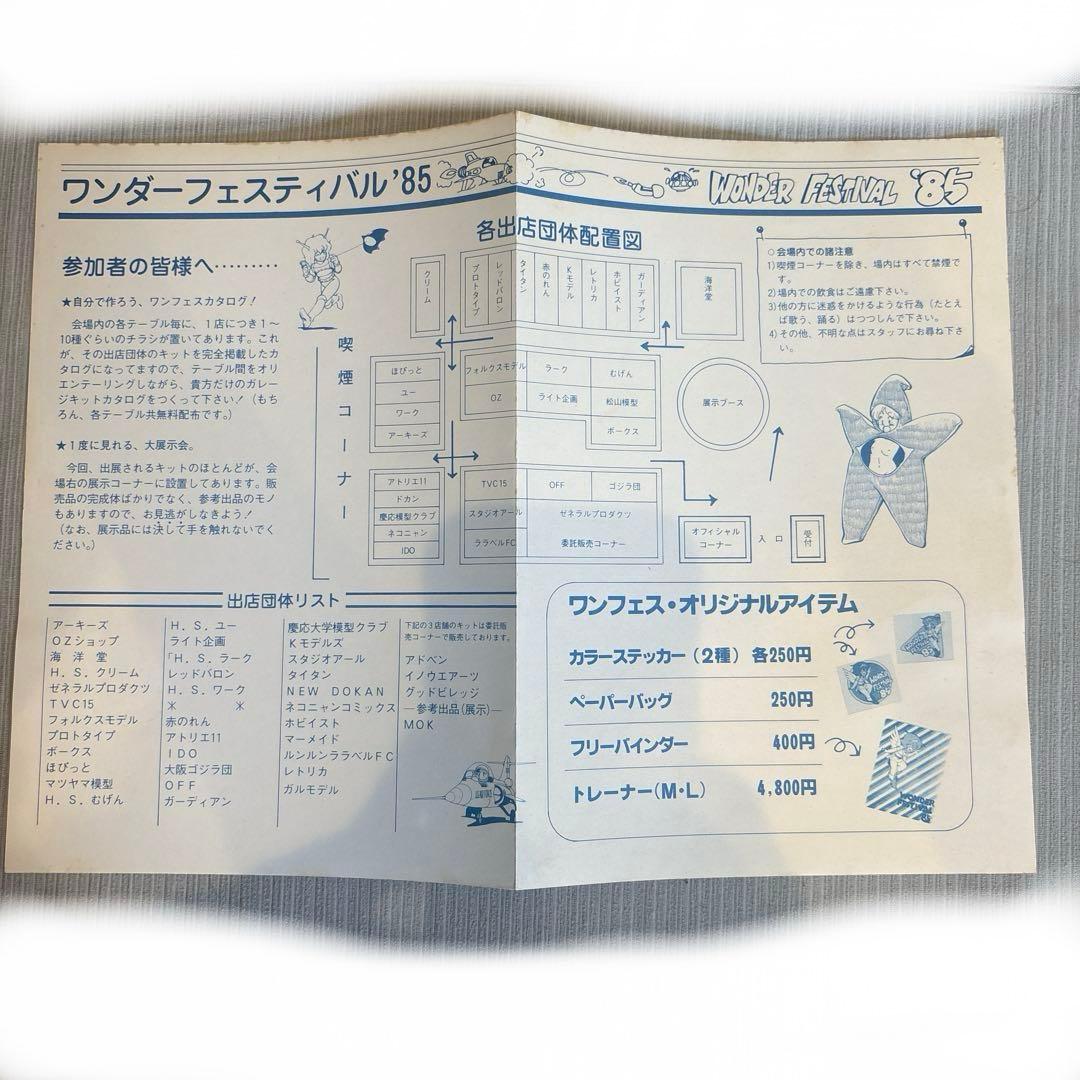 ワンダーフェスティバル'85
WONDER FESTIVAL '85
参加者の皆様へ………
★自分で作ろう、ワンフェスカタログ！
会場内の各テーブル毎に、1店につき1～
10種ぐらいのチラシが置いてあります。これ
が、その出店団体のキットを完全掲載したカ
タログになってますので、テーブル間をオリ
エンテーリングしながら、貴方だけのガレー
ジキットカタログをつくって下さい！（もち
ろん、各テーブル共無料配布です。）
★1度に見れる、大展示会。
今回、出展されるキットのほとんどが、会
場右の展示コーナーに設置してあります。販
売品の完成体ばかりでなく、参考出品のモノ
もありますので、お見逃がしなきよう！
（なお、展示品には決して手を触れないでく
ださい。）
各出店団体配置図
クリーム
プロトタイプ
レッドバロン
タイタン
赤のれん
Kモデル
レトリカ
ホビイスト
ガーディアン
海洋堂
喫煙コーナー
ほびっと
ユー
ワーク
アーキーズ
フォルクスモデル
ラーク
むげん
OZ
ライト企画
松山模型
ボークス
展示ブース
アトリエ11
ドカン
慶応模型クラブ
ネコニャン
IDO
TVC15
OFF
ゴジラ団
スタジオアール
ゼネラルプロダクツ
ララベルFC
委託販売コーナー
オフィシャル
コーナー
入口
受付
○会場内での諸注意
1)喫煙コーナーを除き、場内はすべて禁煙で
す。
2)場内での飲食はご遠慮下さい。
3)他の方に迷惑をかけるような行為（たとえ
ば歌う、踊る）はつつしんで下さい。
4)その他、不明な点はスタッフにお尋ね下さ
い。
出店団体リスト
アーキーズ
OZショップ
海洋堂
H.S.クリーム
ゼネラルプロダクツ
TVC15
フォルクスモデル
プロトタイプ
ボークス
ほびっと
マツヤマ模型
H.S.むげん
H.S.ユー
ライト企画
「H.S.ラーク
レッドバロン
H.S.ワーク
＊ ＊
赤のれん
アトリエ11
IDO
大阪ゴジラ団
OFF
ガーディアン
慶応大学模型クラブ
Kモデルズ
スタジオアール
タイタン
NEW DOKAN
ネコニャンコミックス
ホビイスト
マーメイド
ルンルンララベルFC
レトリカ
ガルモデル
下記の3店舗のキットは委託販
売コーナーで販売しております。
アドベン
イノウエアーツ
グッドビレッジ
―参考出品(展示)―
MOK
ワンフェス・オリジナルアイテム
カラーステッカー（2種） 各250円
ペーパーバッグ 250円
フリーバインダー 400円
トレーナー(M・L) 4,800円
WONDER
FESTIVAL
85
WONDER
FESTIVAL